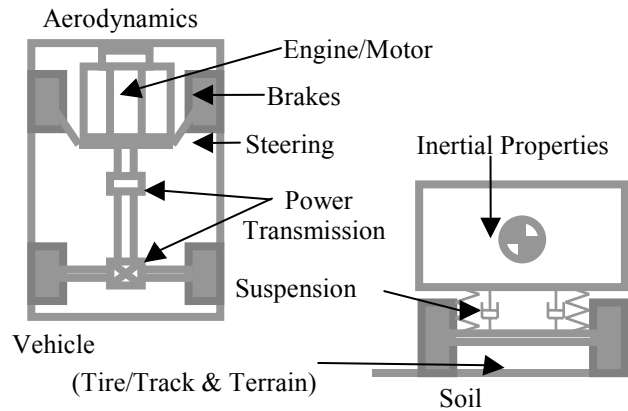 Aerodynamics
Engine/Motor
Brakes
Steering
Inertial Properties
Power
Transmission
Suspension
Vehicle
(Tire/Track & Terrain)
Soil